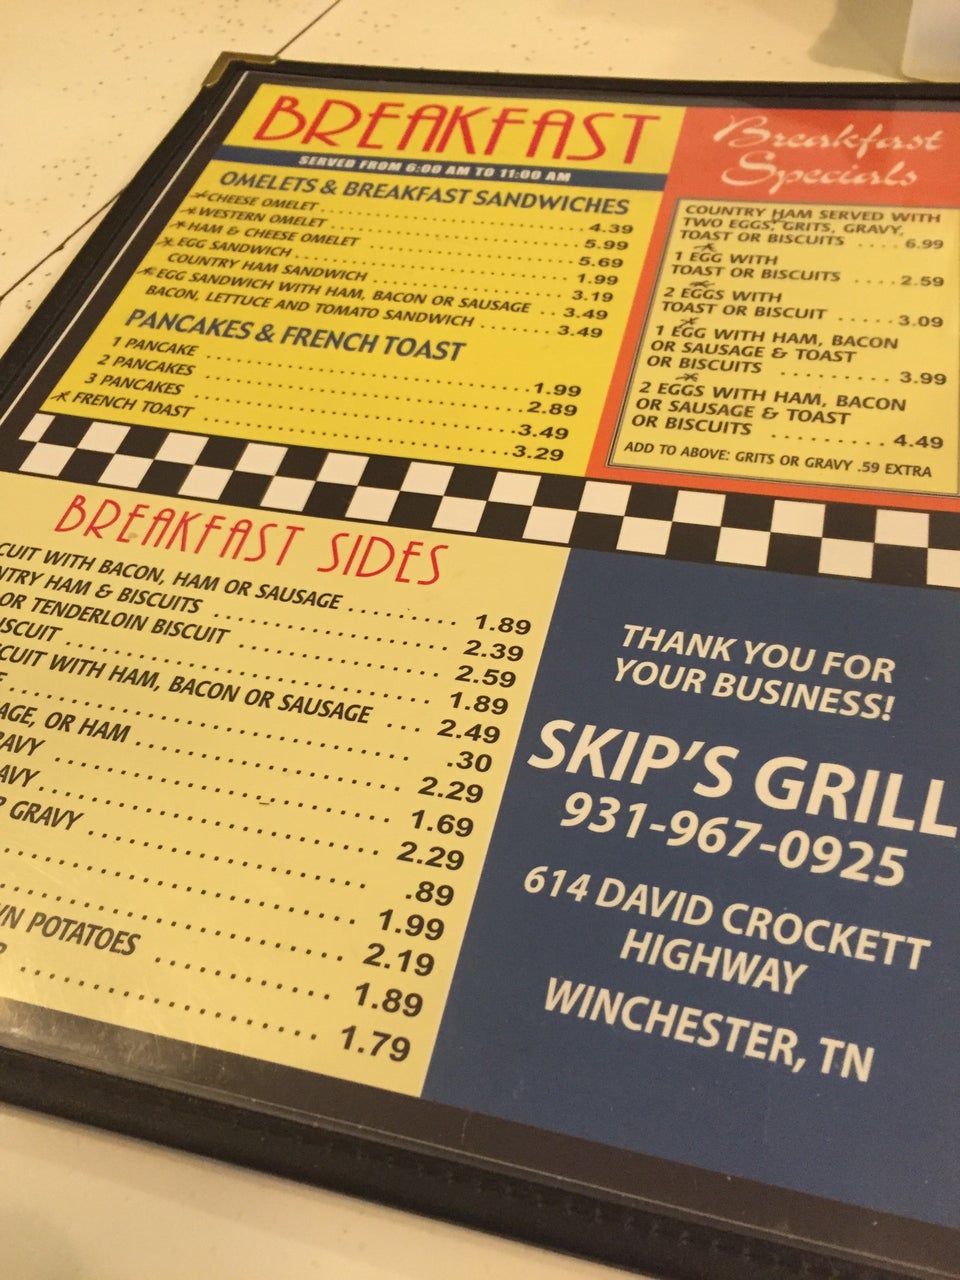 BREAKFAST
SERVED FROM 6:00 AM TO 11:00 AM
OMELETS & BREAKFAST SANDWICHES
*CHEESE OMELET 4.39
*WESTERN OMELET 5.99
*HAM & CHEESE OMELET 5.69
*EGG SANDWICH 1.99
COUNTRY HAM SANDWICH 3.19
*EGG SANDWICH WITH HAM, BACON OR SAUSAGE 3.49
BACON, LETTUCE AND TOMATO SANDWICH 3.49
PANCAKES & FRENCH TOAST
1 PANCAKE 1.99
2 PANCAKES 2.89
3 PANCAKES 3.49
*FRENCH TOAST 3.29
Breakfast
Specials
COUNTRY HAM SERVED WITH
TWO EGGS, GRITS, GRAVY,
TOAST OR BISCUITS 6.99
*
1 EGG WITH
TOAST OR BISCUITS 2.59
*
2 EGGS WITH
TOAST OR BISCUIT 3.09
*
1 EGG WITH HAM, BACON
OR SAUSAGE & TOAST
OR BISCUITS 3.99
*
2 EGGS WITH HAM, BACON
OR SAUSAGE & TOAST
OR BISCUITS 4.49
ADD TO ABOVE: GRITS OR GRAVY .59 EXTRA
BREAKFAST SIDES
CUIT WITH BACON, HAM OR SAUSAGE 1.89
NTRY HAM & BISCUITS 2.39
OR TENDERLOIN BISCUIT 2.59
ISCUIT 1.89
CUIT WITH HAM, BACON OR SAUSAGE 2.49
.30
AGE, OR HAM 2.29
RAVY 1.69
AVY 2.29
GRAVY .89
1.99
2.19
WN POTATOES 1.89
1.79
THANK YOU FOR
YOUR BUSINESS!
SKIP'S GRILL
931-967-0925
614 DAVID CROCKETT
HIGHWAY
WINCHESTER, TN